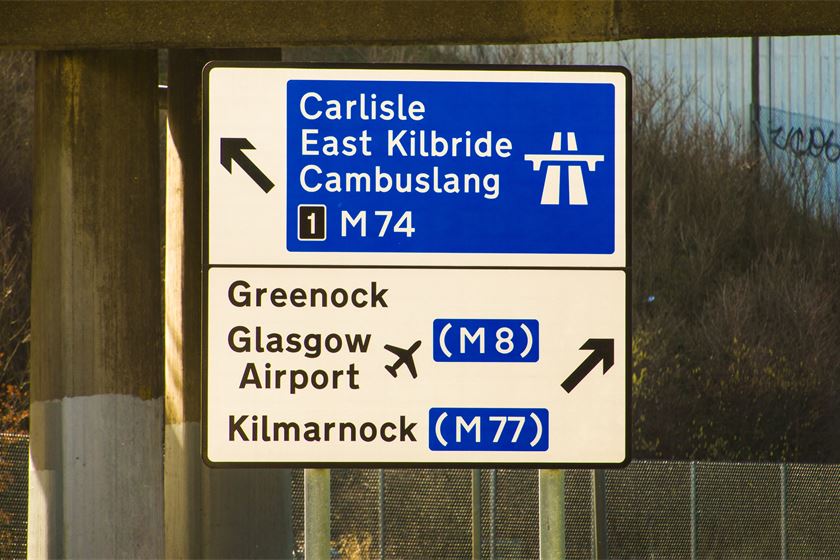 Carlisle
East Kilbride
Cambuslang
1 M74
Greenock
Glasgow (M8)
Airport
Kilmarnock (M77)